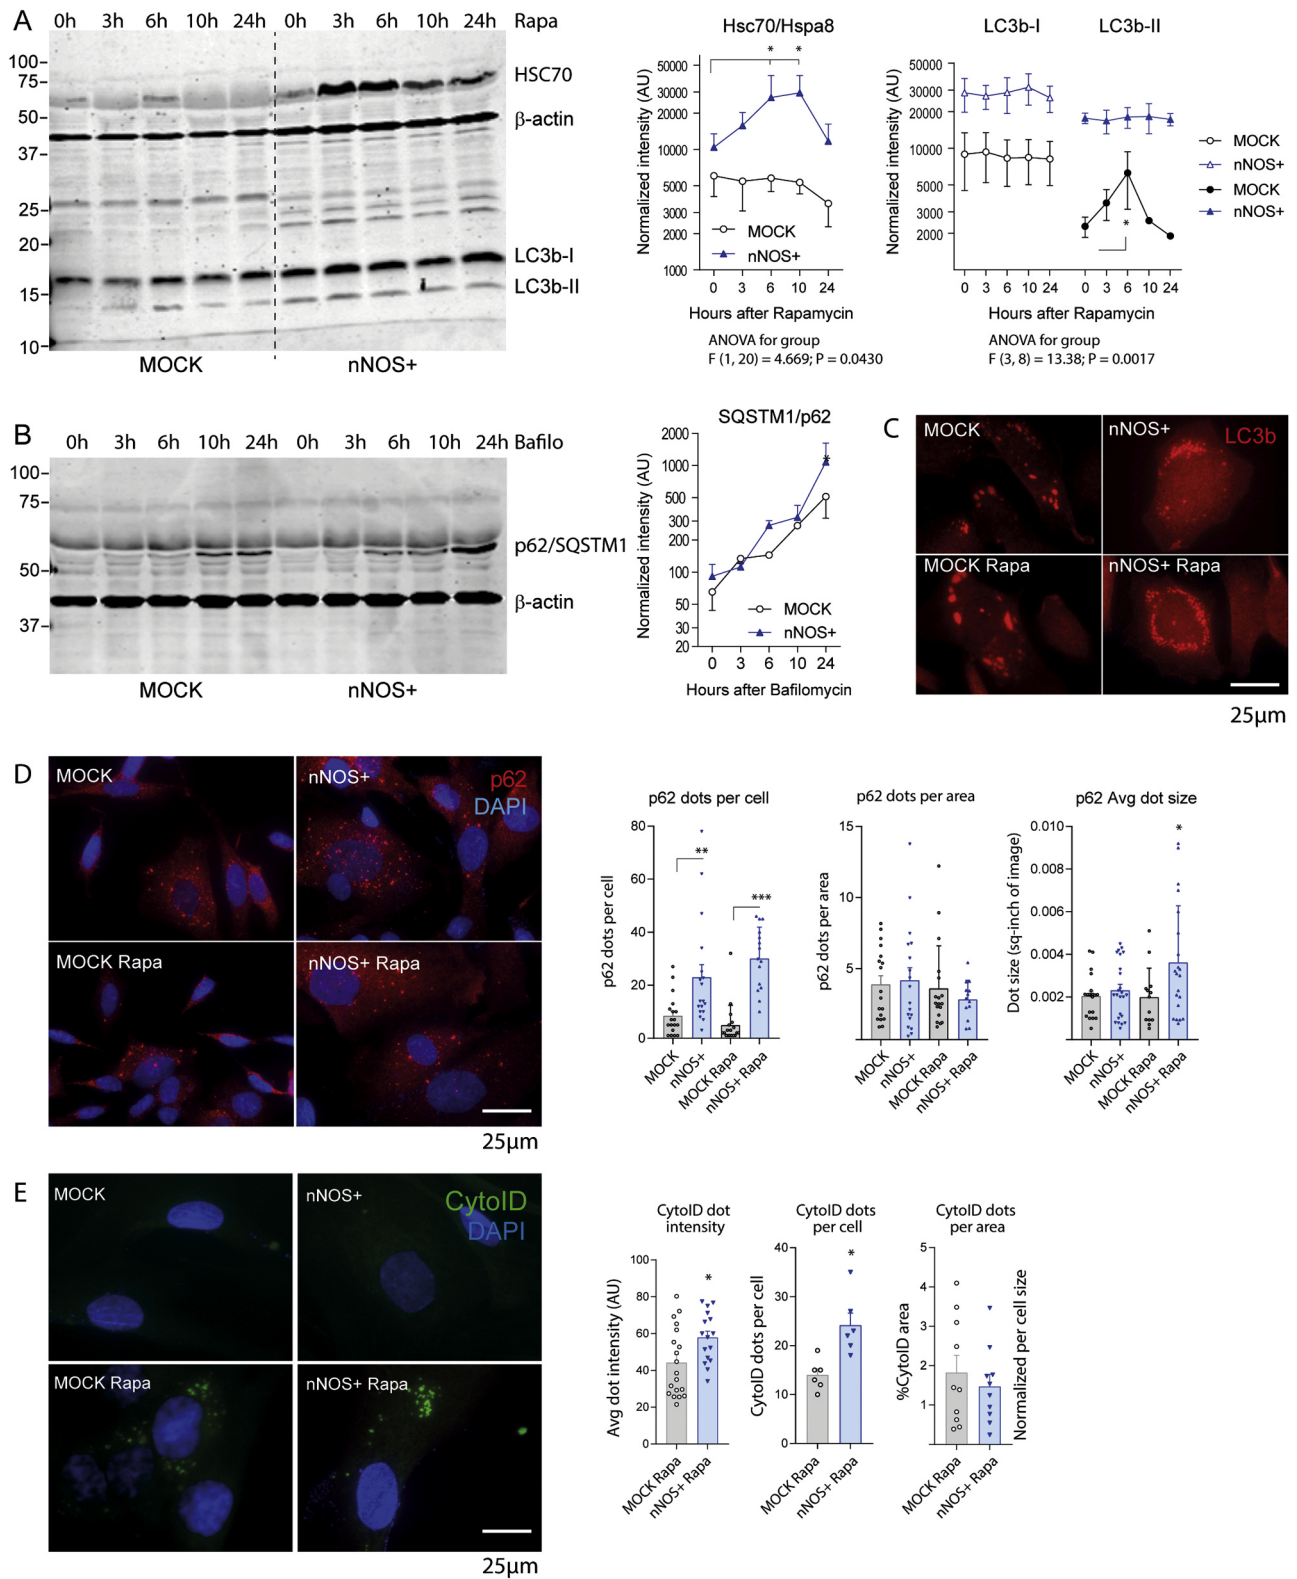 A
0h 3h 6h 10h 24h 0h 3h 6h 10h 24h Rapa
100
75
50
37
25
20
15
10
HSC70
β-actin
LC3b-I
LC3b-II
MOCK nNOS+
Hsc70/Hspa8
Normalized intensity (AU)
50000
30000
20000
10000
5000
3000
2000
1000
* *
MOCK
nNOS+
0 3 6 10 24
Hours after Rapamycin
ANOVA for group
F (1, 20) = 4.669; P = 0.0430
LC3b-I LC3b-II
Normalized intensity (AU)
50000
30000
20000
10000
5000
3000
2000
*
MOCK
nNOS+
MOCK
nNOS+
0 3 6 10 24 0 3 6 10 24
Hours after Rapamycin
ANOVA for group
F (3, 8) = 13.38; P = 0.0017
B
0h 3h 6h 10h 24h 0h 3h 6h 10h 24h Bafilo
100
75
50
37
p62/SQSTM1
β-actin
MOCK nNOS+
SQSTM1/p62
Normalized intensity (AU)
2000
1000
500
300
200
100
50
30
20
*
MOCK
nNOS+
0 3 6 10 24
Hours after Bafilomycin
C
MOCK
nNOS+
LC3b
MOCK Rapa
nNOS+ Rapa
25μm
D
MOCK
nNOS+
p62
DAPI
MOCK Rapa
nNOS+ Rapa
25μm
p62 dots per cell
p62 dots per cell
80
60
40
20
0
**
***
MOCK
nNOS+
MOCK Rapa
nNOS+ Rapa
p62 dots per area
p62 dots per area
15
10
5
MOCK
nNOS+
MOCK Rapa
nNOS+ Rapa
p62 Avg dot size
Dot size (sq-inch of image)
0.010
0.008
0.006
0.004
0.002
*
MOCK
nNOS+
MOCK Rapa
nNOS+ Rapa
E
MOCK
nNOS+
CytoID
DAPI
MOCK Rapa
nNOS+ Rapa
25μm
CytoID dot
intensity
Avg dot intensity (AU)
100
80
60
40
20
0
*
MOCK Rapa
nNOS+ Rapa
CytoID dots
per cell
CytoID dots per cell
40
30
20
10
0
*
MOCK Rapa
nNOS+ Rapa
CytoID dots
per area
%CytoID area
5
4
3
2
1
Normalized per cell size
MOCK Rapa
nNOS+ Rapa